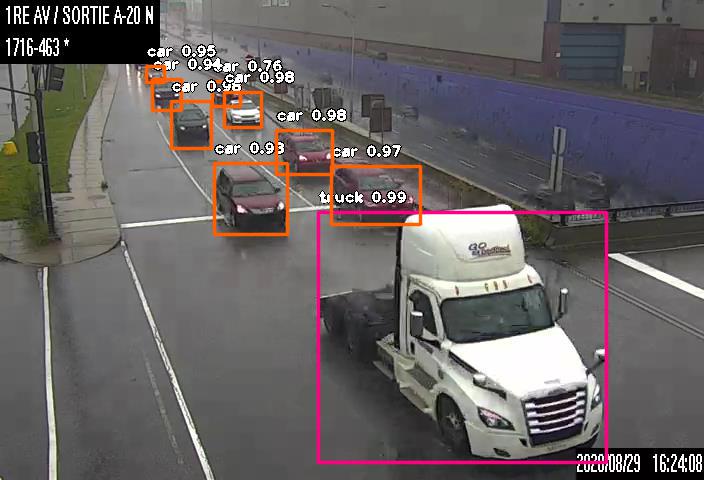 1RE AV / SORTIE A-20 N
1716-463 *
car 0.95
car 0.94
car 0.76
car 0.98
car 0.98
car 0.98
car 0.93
car 0.97
truck 0.99
GO
2020/08/29 16:24:08